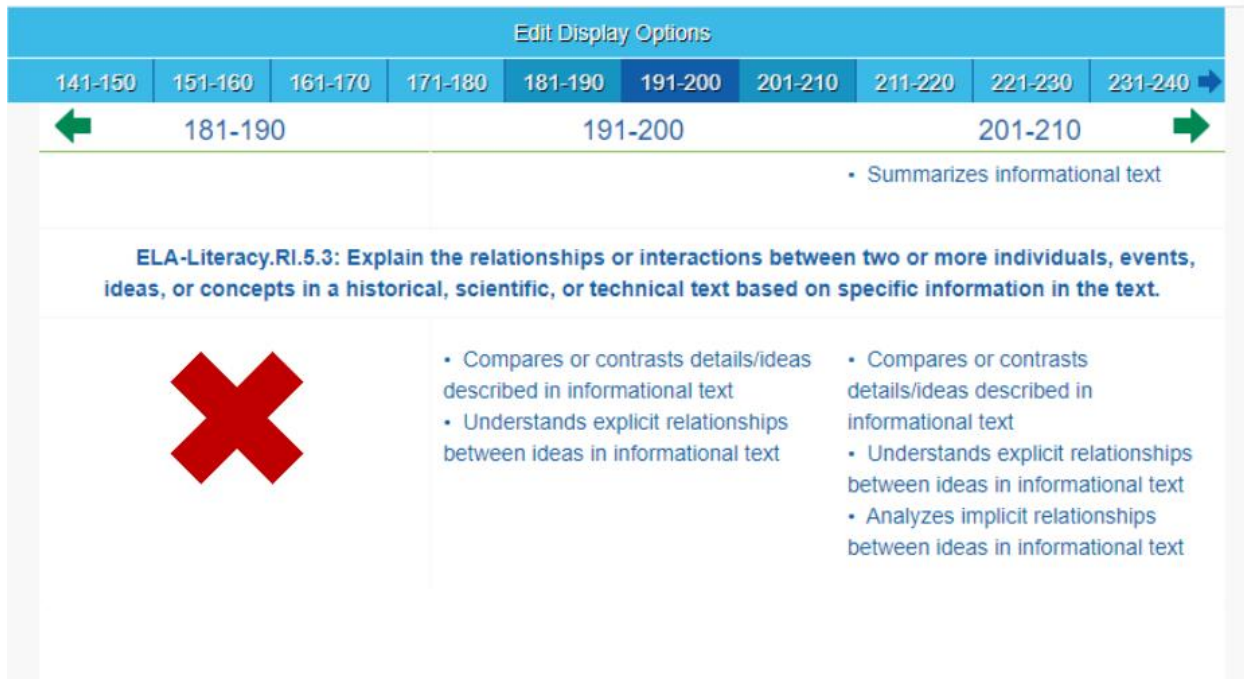 Edit Display Options
141-150 151-160 161-170 171-180 181-190 191-200 201-210 211-220 221-230 231-240
181-190 191-200 201-210
• Summarizes informational text
ELA-Literacy.RI.5.3: Explain the relationships or interactions between two or more individuals, events,
ideas, or concepts in a historical, scientific, or technical text based on specific information in the text.
• Compares or contrasts details/ideas
described in informational text
• Understands explicit relationships
between ideas in informational text
• Compares or contrasts
details/ideas described in
informational text
• Understands explicit relationships
between ideas in informational text
• Analyzes implicit relationships
between ideas in informational text